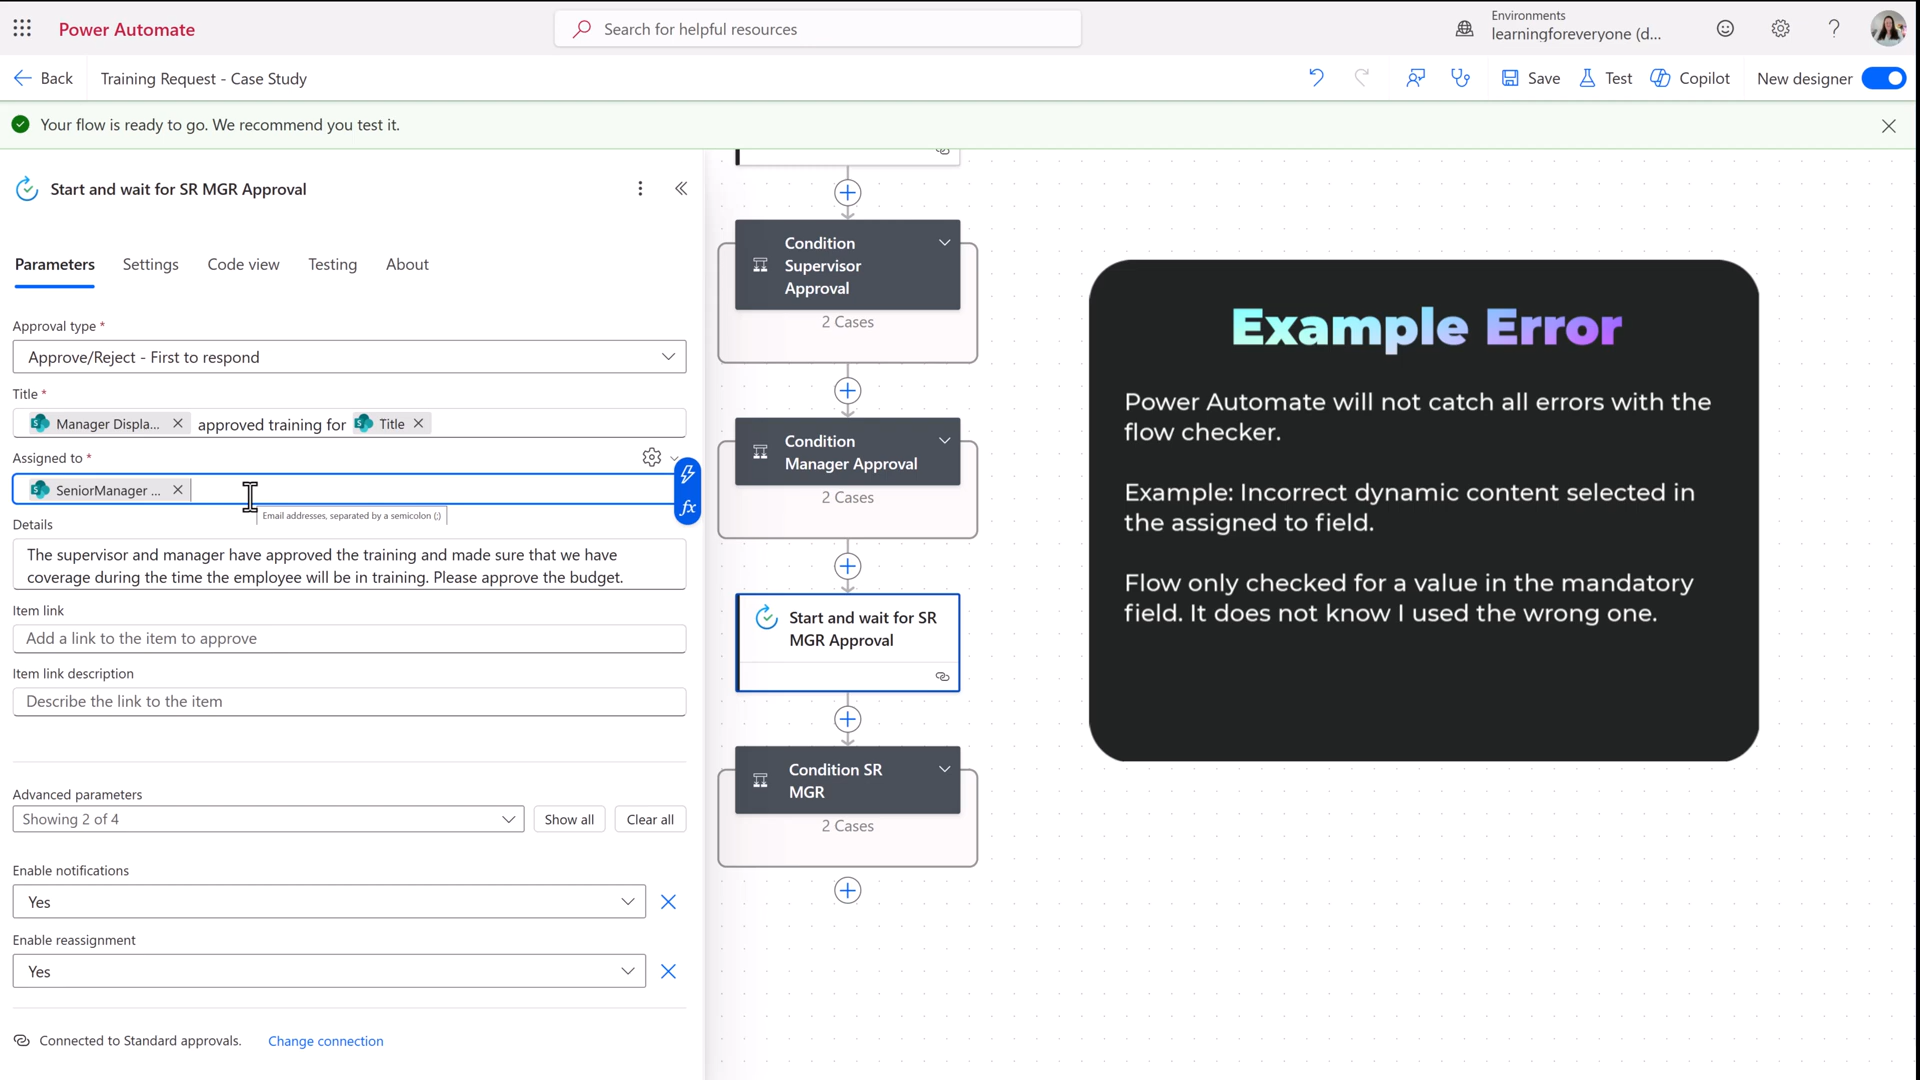 Power Automate
Search for helpful resources
Environments
learningforeveryone (d...
Back
Training Request - Case Study
Save
Test
Copilot
New designer
Your flow is ready to go. We recommend you test it.
Start and wait for SR MGR Approval
Parameters
Settings
Code view
Testing
About
Approval type *
Approve/Reject - First to respond
Title *
Manager Displa... approved training for Title
Assigned to *
SeniorManager ...
fx
Email addresses, separated by a semicolon (;)
Details
The supervisor and manager have approved the training and made sure that we have
coverage during the time the employee will be in training. Please approve the budget.
Item link
Add a link to the item to approve
Item link description
Describe the link to the item
Advanced parameters
Showing 2 of 4
Show all
Clear all
Enable notifications
Yes
Enable reassignment
Yes
Connected to Standard approvals.
Change connection
Condition
Supervisor
Approval
2 Cases
Condition
Manager Approval
2 Cases
Start and wait for SR
MGR Approval
Condition SR
MGR
2 Cases
Example Error
Power Automate will not catch all errors with the
flow checker.
Example: Incorrect dynamic content selected in
the assigned to field.
Flow only checked for a value in the mandatory
field. It does not know I used the wrong one.